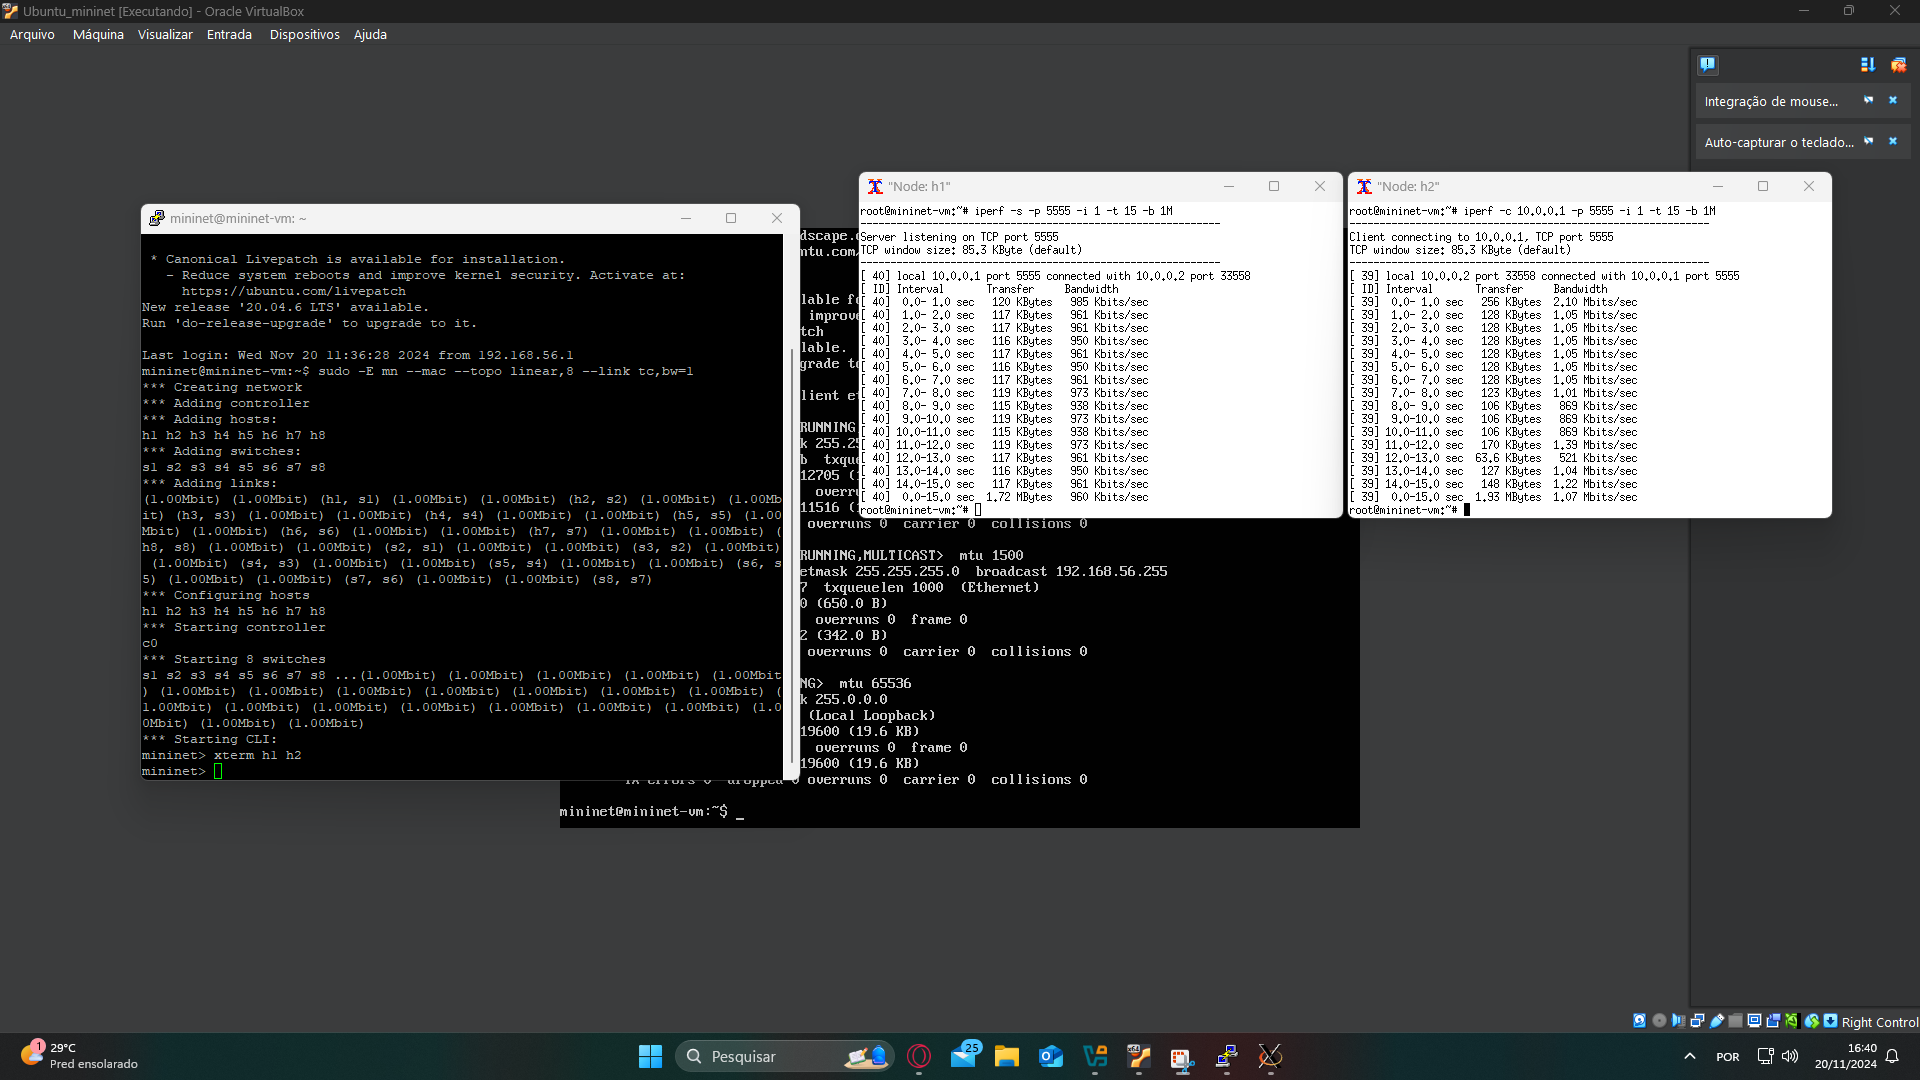 Ubuntu_mininet [Executando] - Oracle VirtualBox
Arquivo Máquina Visualizar Entrada Dispositivos Ajuda
Integração de mouse...
Auto-capturar o teclado...
mininet@mininet-vm: ~
 * Canonical Livepatch is available for installation.
   - Reduce system reboots and improve kernel security. Activate at:
     https://ubuntu.com/livepatch
New release '20.04.6 LTS' available.
Run 'do-release-upgrade' to upgrade to it.
Last login: Wed Nov 20 11:36:28 2024 from 192.168.56.1
mininet@mininet-vm:~$ sudo -E mn --mac --topo linear,8 --link tc,bw=1
*** Creating network
*** Adding controller
*** Adding hosts:
h1 h2 h3 h4 h5 h6 h7 h8
*** Adding switches:
s1 s2 s3 s4 s5 s6 s7 s8
*** Adding links:
(1.00Mbit) (1.00Mbit) (h1, s1) (1.00Mbit) (1.00Mbit) (h2, s2) (1.00Mbit) (1.00Mb
it) (h3, s3) (1.00Mbit) (1.00Mbit) (h4, s4) (1.00Mbit) (1.00Mbit) (h5, s5) (1.00
Mbit) (1.00Mbit) (h6, s6) (1.00Mbit) (1.00Mbit) (h7, s7) (1.00Mbit) (1.00Mbit) (
h8, s8) (1.00Mbit) (1.00Mbit) (s2, s1) (1.00Mbit) (1.00Mbit) (s3, s2) (1.00Mbit)
 (1.00Mbit) (s4, s3) (1.00Mbit) (1.00Mbit) (s5, s4) (1.00Mbit) (1.00Mbit) (s6, s
5) (1.00Mbit) (1.00Mbit) (s7, s6) (1.00Mbit) (1.00Mbit) (s8, s7)
*** Configuring hosts
h1 h2 h3 h4 h5 h6 h7 h8
*** Starting controller
c0
*** Starting 8 switches
s1 s2 s3 s4 s5 s6 s7 s8 ...(1.00Mbit) (1.00Mbit) (1.00Mbit) (1.00Mbit) (1.00Mbit
) (1.00Mbit) (1.00Mbit) (1.00Mbit) (1.00Mbit) (1.00Mbit) (1.00Mbit) (1.00Mbit) (
1.00Mbit) (1.00Mbit) (1.00Mbit) (1.00Mbit) (1.00Mbit) (1.00Mbit) (1.00Mbit) (1.0
0Mbit) (1.00Mbit) (1.00Mbit)
*** Starting CLI:
mininet> xterm h1 h2
mininet>
"Node: h1"
root@mininet-vm:~# iperf -s -p 5555 -i 1 -t 15 -b 1M
------------------------------------------------------------
Server listening on TCP port 5555
TCP window size: 85.3 KByte (default)
------------------------------------------------------------
[ 40] local 10.0.0.1 port 5555 connected with 10.0.0.2 port 33558
[ ID] Interval       Transfer     Bandwidth
[ 40]  0.0- 1.0 sec   120 KBytes   985 Kbits/sec
[ 40]  1.0- 2.0 sec   117 KBytes   961 Kbits/sec
[ 40]  2.0- 3.0 sec   117 KBytes   961 Kbits/sec
[ 40]  3.0- 4.0 sec   116 KBytes   950 Kbits/sec
[ 40]  4.0- 5.0 sec   117 KBytes   961 Kbits/sec
[ 40]  5.0- 6.0 sec   116 KBytes   950 Kbits/sec
[ 40]  6.0- 7.0 sec   117 KBytes   961 Kbits/sec
[ 40]  7.0- 8.0 sec   119 KBytes   973 Kbits/sec
[ 40]  8.0- 9.0 sec   115 KBytes   938 Kbits/sec
[ 40]  9.0-10.0 sec   119 KBytes   973 Kbits/sec
[ 40] 10.0-11.0 sec   115 KBytes   938 Kbits/sec
[ 40] 11.0-12.0 sec   119 KBytes   973 Kbits/sec
[ 40] 12.0-13.0 sec   117 KBytes   961 Kbits/sec
[ 40] 13.0-14.0 sec   116 KBytes   950 Kbits/sec
[ 40] 14.0-15.0 sec   117 KBytes   961 Kbits/sec
[ 40]  0.0-15.0 sec  1.72 MBytes   960 Kbits/sec
root@mininet-vm:~#
"Node: h2"
root@mininet-vm:~# iperf -c 10.0.0.1 -p 5555 -i 1 -t 15 -b 1M
------------------------------------------------------------
Client connecting to 10.0.0.1, TCP port 5555
TCP window size: 85.3 KByte (default)
------------------------------------------------------------
[ 39] local 10.0.0.2 port 33558 connected with 10.0.0.1 port 5555
[ ID] Interval       Transfer     Bandwidth
[ 39]  0.0- 1.0 sec   256 KBytes  2.10 Mbits/sec
[ 39]  1.0- 2.0 sec   128 KBytes  1.05 Mbits/sec
[ 39]  2.0- 3.0 sec   128 KBytes  1.05 Mbits/sec
[ 39]  3.0- 4.0 sec   128 KBytes  1.05 Mbits/sec
[ 39]  4.0- 5.0 sec   128 KBytes  1.05 Mbits/sec
[ 39]  5.0- 6.0 sec   128 KBytes  1.05 Mbits/sec
[ 39]  6.0- 7.0 sec   128 KBytes  1.05 Mbits/sec
[ 39]  7.0- 8.0 sec   123 KBytes  1.01 Mbits/sec
[ 39]  8.0- 9.0 sec   106 KBytes   869 Kbits/sec
[ 39]  9.0-10.0 sec   106 KBytes   869 Kbits/sec
[ 39] 10.0-11.0 sec   106 KBytes   869 Kbits/sec
[ 39] 11.0-12.0 sec   170 KBytes  1.39 Mbits/sec
[ 39] 12.0-13.0 sec  63.6 KBytes   521 Kbits/sec
[ 39] 13.0-14.0 sec   127 KBytes  1.04 Mbits/sec
[ 39] 14.0-15.0 sec   148 KBytes  1.22 Mbits/sec
[ 39]  0.0-15.0 sec  1.93 MBytes  1.07 Mbits/sec
root@mininet-vm:~#
dscape.
ntu.com/
lable fo
improve
tch
lable.
grade to
lient et
RUNNING,
k 255.25
b  txque
12705 (
overru
11516 (
overruns 0  carrier 0  collisions 0
RUNNING,MULTICAST>  mtu 1500
etmask 255.255.255.0  broadcast 192.168.56.255
7  txqueuelen 1000  (Ethernet)
0 (650.0 B)
overruns 0  frame 0
2 (342.0 B)
overruns 0  carrier 0  collisions 0
NG>  mtu 65536
k 255.0.0.0
(Local Loopback)
19600 (19.6 KB)
overruns 0  frame 0
19600 (19.6 KB)
TX errors 0  dropped 0 overruns 0  carrier 0  collisions 0
mininet@mininet-vm:~$ _
Right Control
1
29°C
Pred ensolarado
Pesquisar
25
POR
16:40
20/11/2024